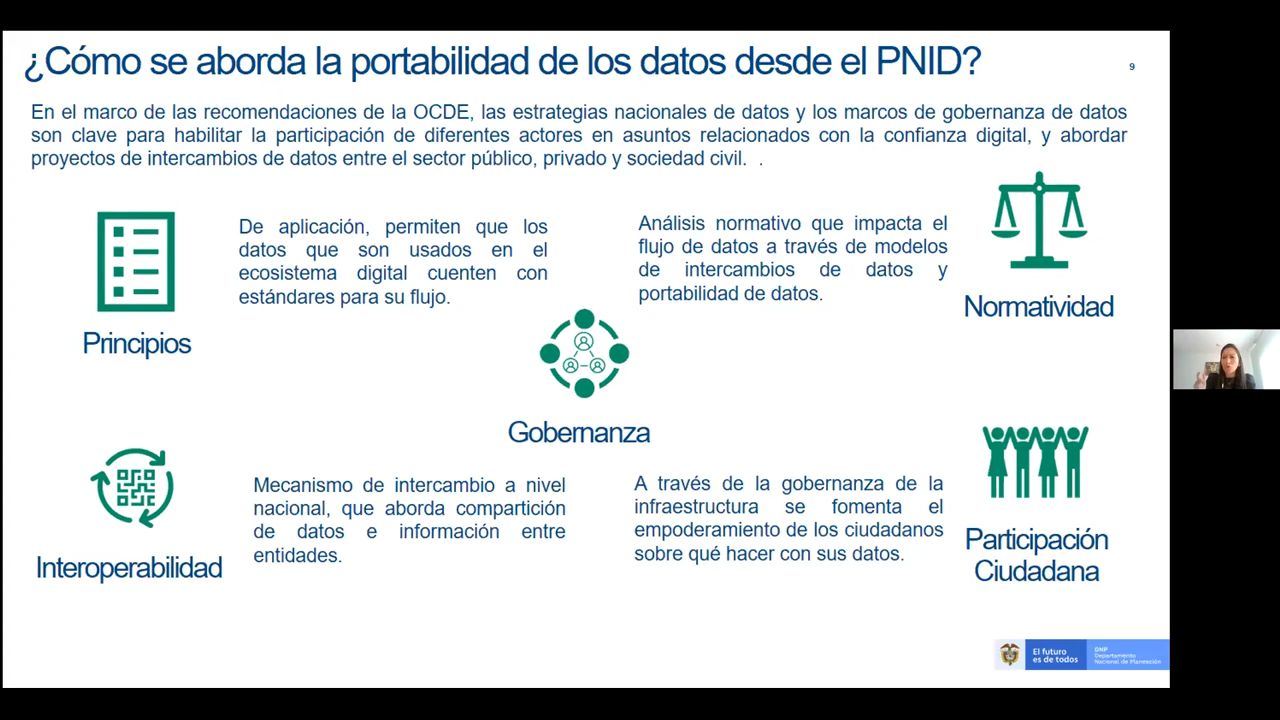 ¿Cómo se aborda la portabilidad de los datos desde el PNID?
9
En el marco de las recomendaciones de la OCDE, las estrategias nacionales de datos y los marcos de gobernanza de datos
son clave para habilitar la participación de diferentes actores en asuntos relacionados con la confianza digital, y abordar
proyectos de intercambios de datos entre el sector público, privado y sociedad civil. .
De aplicación, permiten que los
datos que son usados en el
ecosistema digital cuenten con
estándares para su flujo.
Principios
Análisis normativo que impacta el
flujo de datos a través de modelos
de intercambios de datos y
portabilidad de datos.
Normatividad
Gobernanza
Mecanismo de intercambio a nivel
nacional, que aborda compartición
de datos e información entre
entidades.
Interoperabilidad
A través de la gobernanza de la
infraestructura se fomenta el
empoderamiento de los ciudadanos
sobre qué hacer con sus datos.
Participación
Ciudadana
El futuro
es de todos
DNP
Departamento
Nacional de Planeación